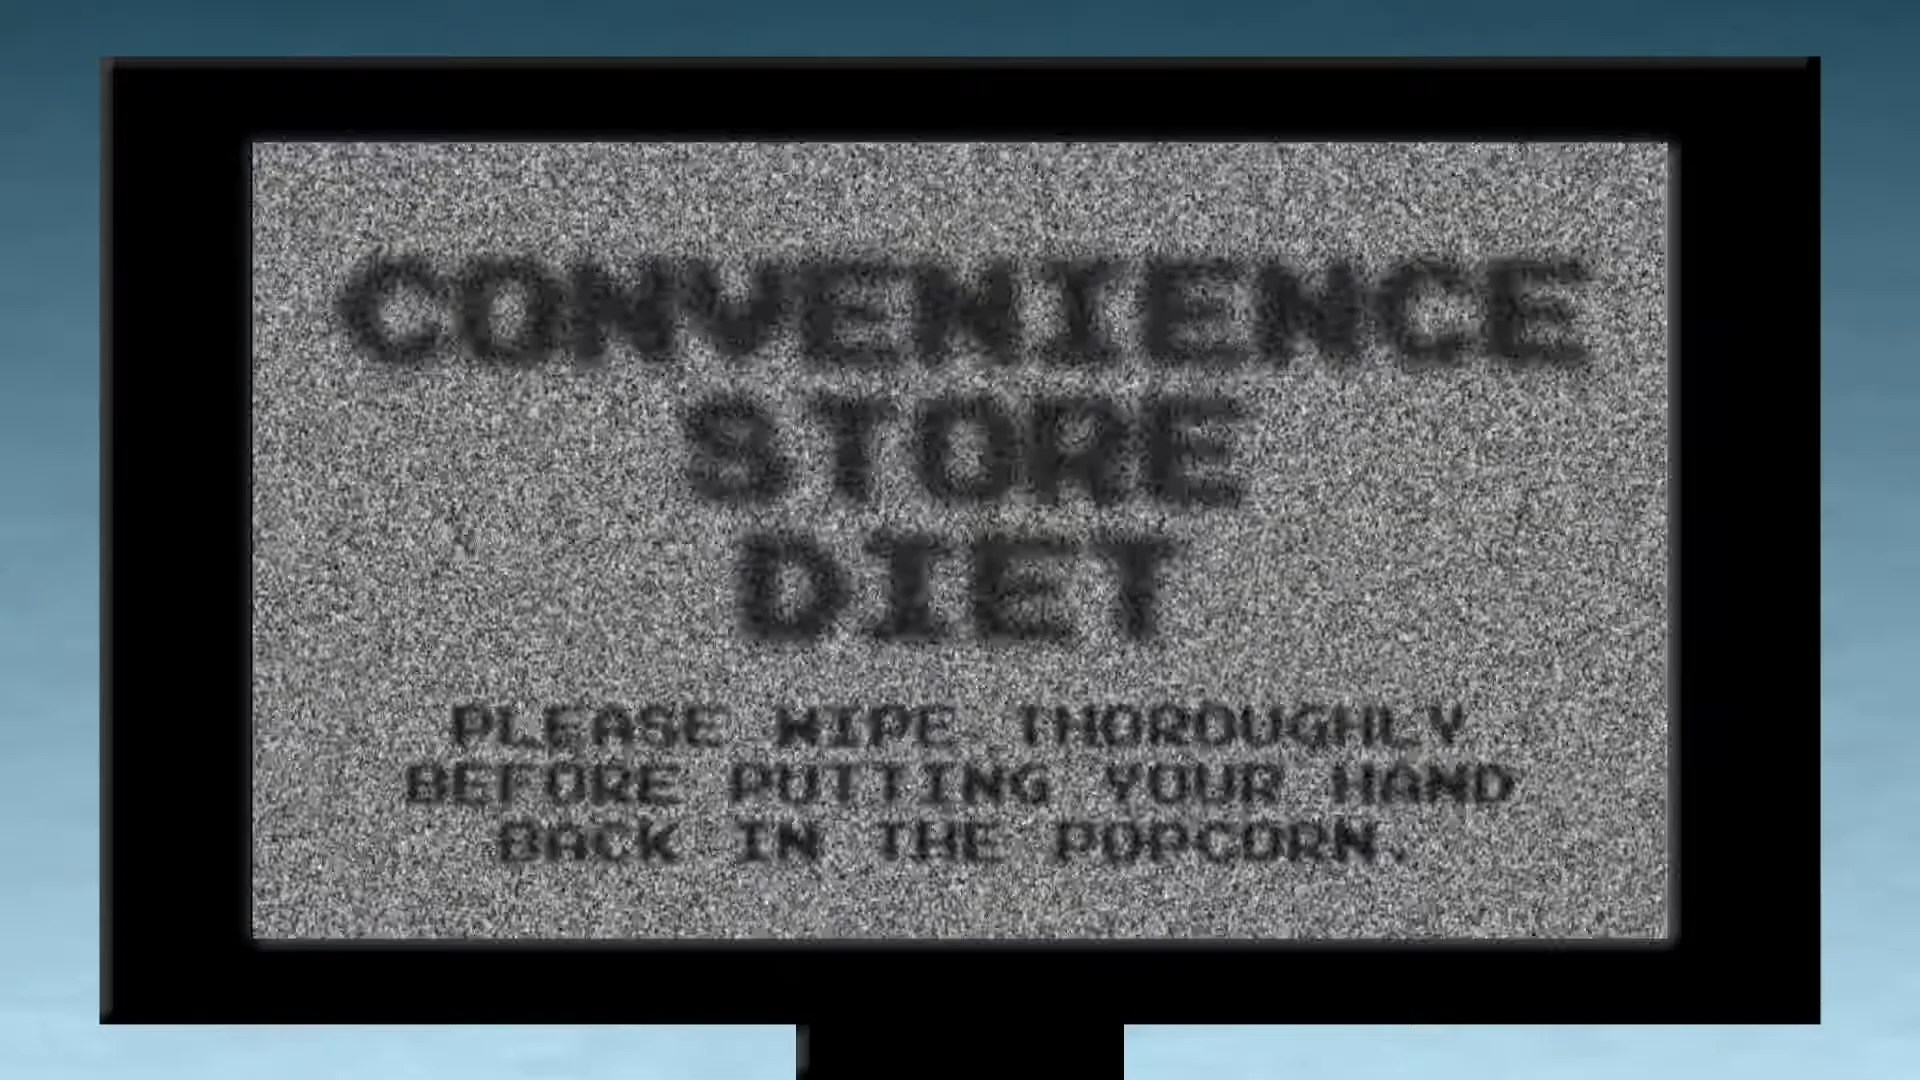 CONVENIENCE
STORE
DIET
PLEASE WIPE THOROUGHLY
BEFORE PUTTING YOUR HAND
BACK IN THE POPCORN.